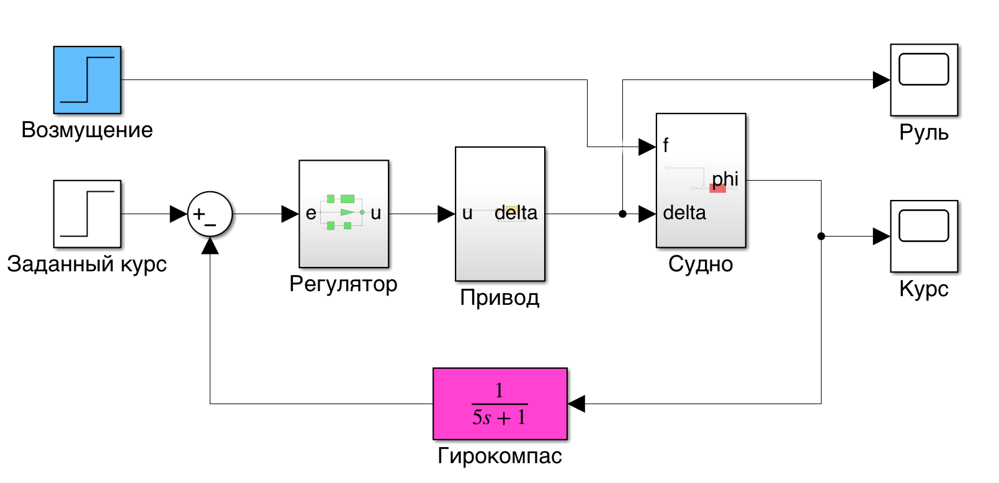 Возмущение
Руль
f
phi
Заданный курс
+
−
e
u
u
delta
delta
Регулятор
Привод
Судно
Курс
1
5s + 1
Гирокомпас